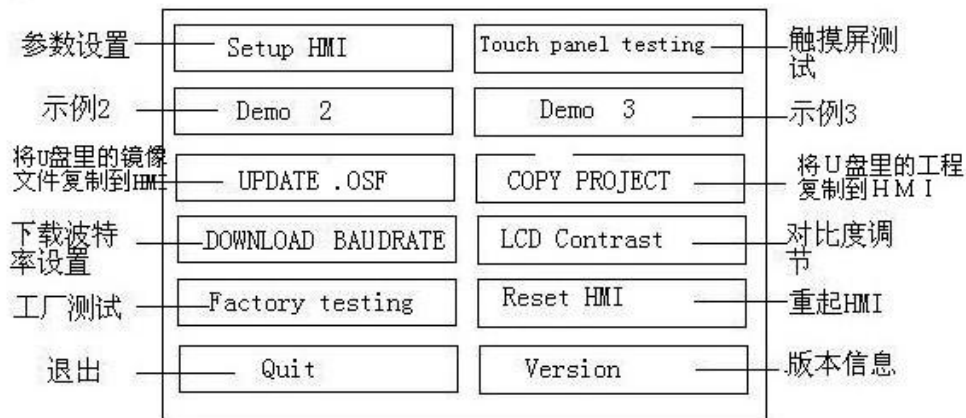 参数设置
Setup HMI
Touch panel testing
触摸屏测
试
示例2
Demo 2
Demo 3
示例3
将U盘里的镜像
文件复制到HMI
UPDATE .OSF
COPY PROJECT
将U盘里的工程
复制到HMI
下载波特
率设置
DOWNLOAD BAUDRATE
LCD Contrast
对比度调
节
工厂测试
Factory testing
Reset HMI
重起HMI
退出
Quit
Version
版本信息